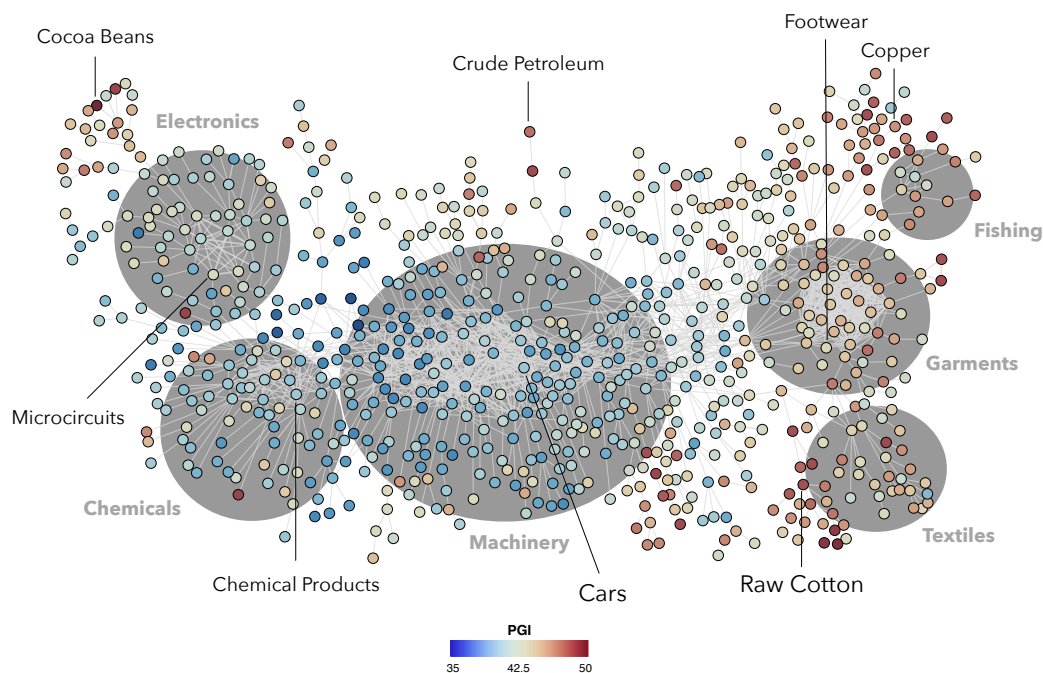 Footwear
Cocoa Beans
Copper
Crude Petroleum
Electronics
Fishing
Garments
Microcircuits
Chemicals
Textiles
Machinery
Chemical Products
Cars
Raw Cotton
PGI
35 42.5 50